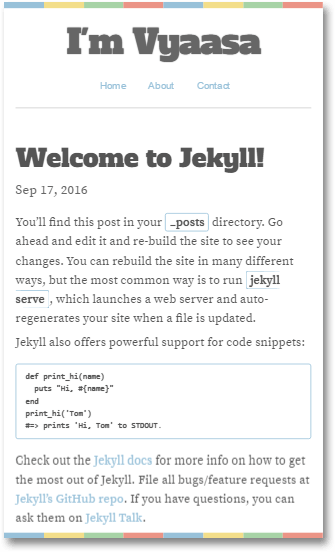 I'm Vyaasa
Home About Contact
Welcome to Jekyll!
Sep 17, 2016
You'll find this post in your _posts directory. Go
ahead and edit it and re-build the site to see your
changes. You can rebuild the site in many different
ways, but the most common way is to run jekyll
serve , which launches a web server and auto-
regenerates your site when a file is updated.
Jekyll also offers powerful support for code snippets:
def print_hi(name)
  puts "Hi, #{name}"
end
print_hi('Tom')
#=> prints 'Hi, Tom' to STDOUT.
Check out the Jekyll docs for more info on how to get
the most out of Jekyll. File all bugs/feature requests at
Jekyll's GitHub repo. If you have questions, you can
ask them on Jekyll Talk.